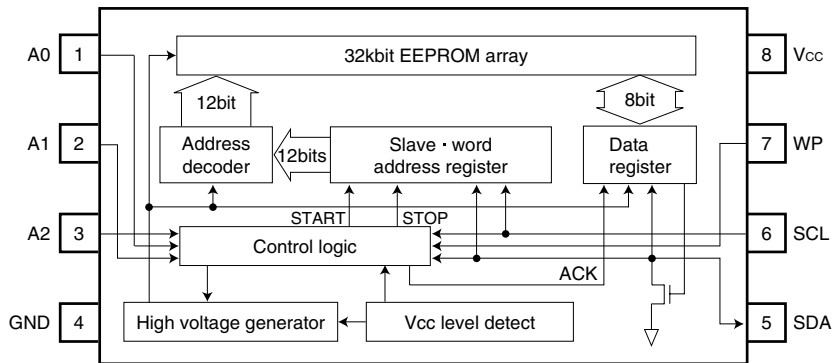 A0 1
32kbit EEPROM array
8 Vcc
12bit
8bit
A1 2
Address
decoder
12bits
Slave・word
address register
Data
register
7 WP
START STOP
A2 3
Control logic
6 SCL
ACK
GND 4
High voltage generator
Vcc level detect
5 SDA